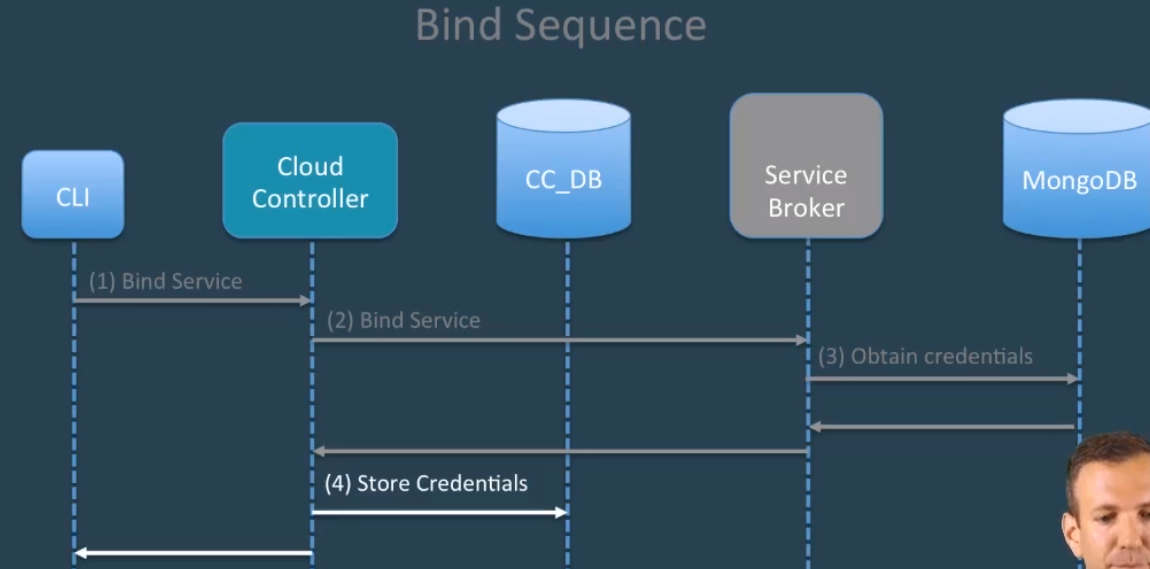 Bind Sequence
CLI
Cloud
Controller
CC_DB
Service
Broker
MongoDB
(1) Bind Service
(2) Bind Service
(3) Obtain credentials
(4) Store Credentials